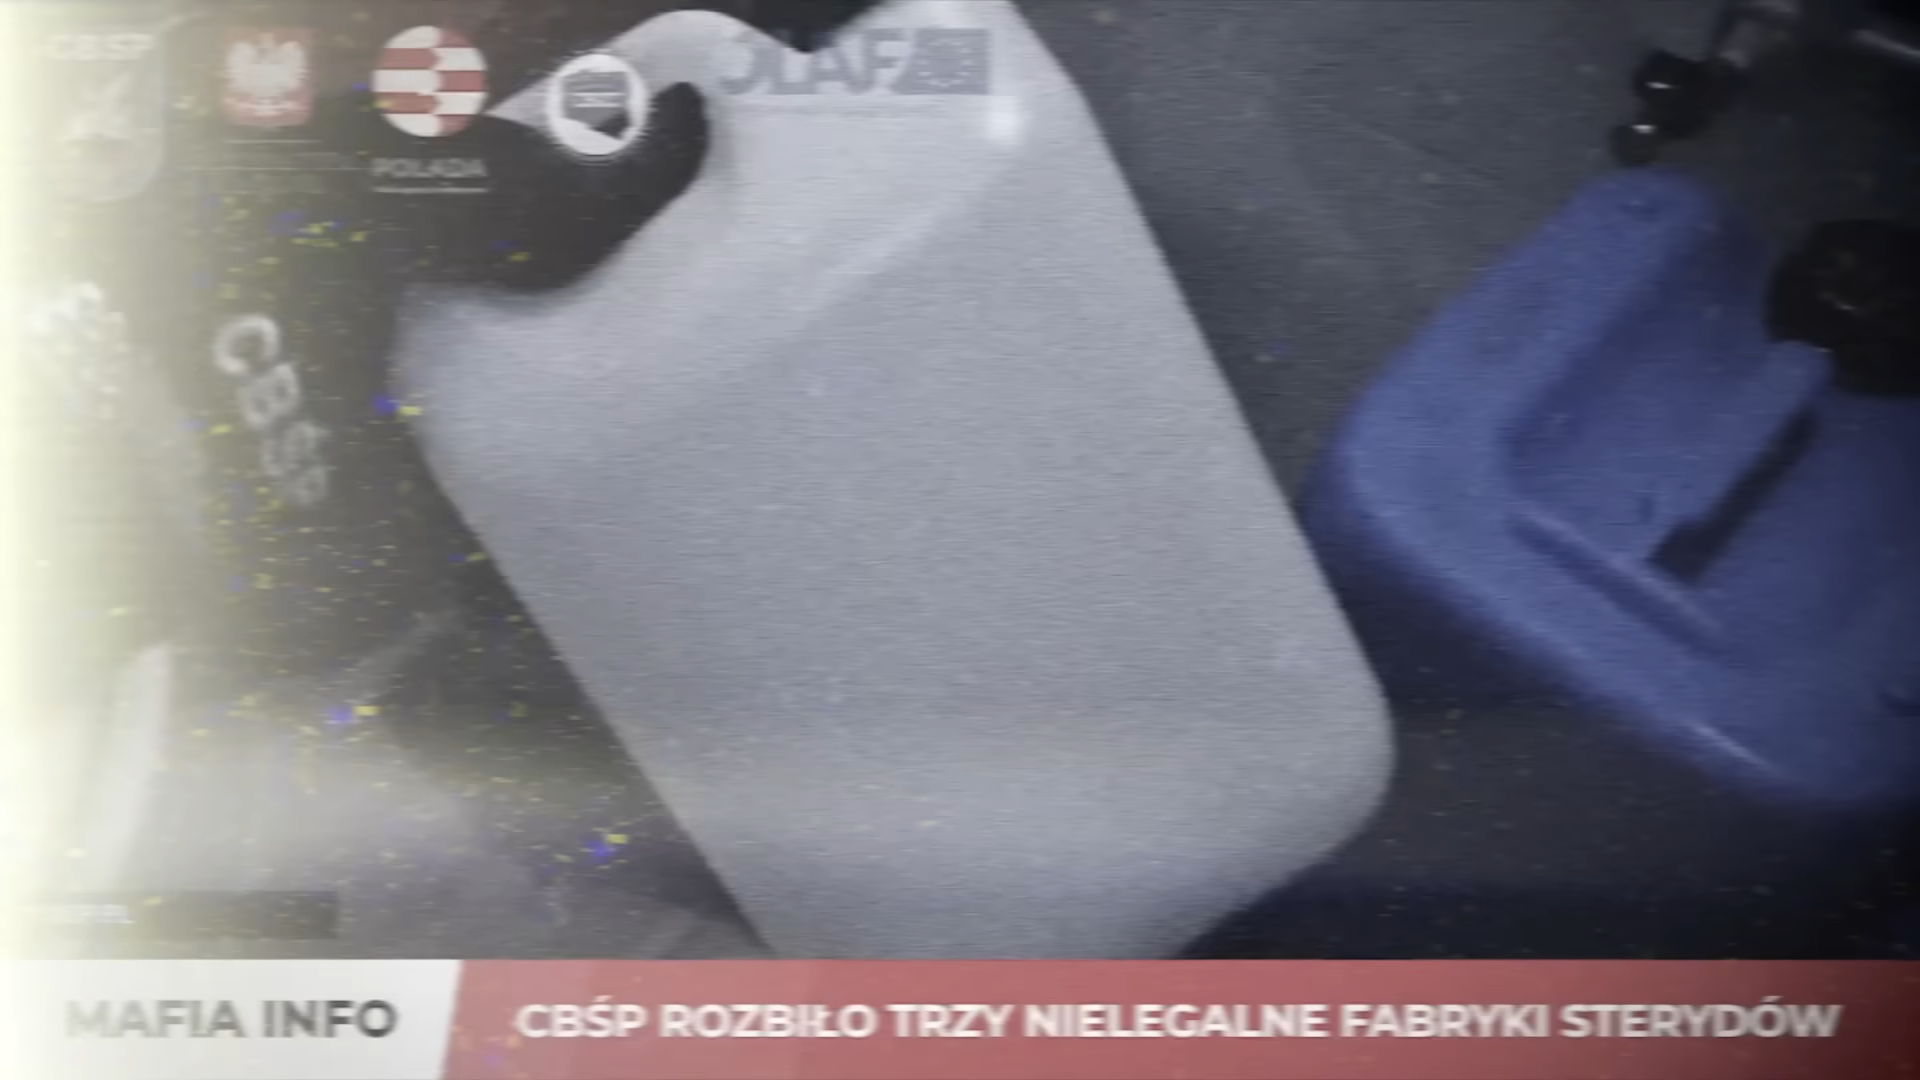 CBŚP
POLADA
OLAF
CBŚP
MAFIA INFO
CBŚP ROZBIŁO TRZY NIELEGALNE FABRYKI STERYDÓW